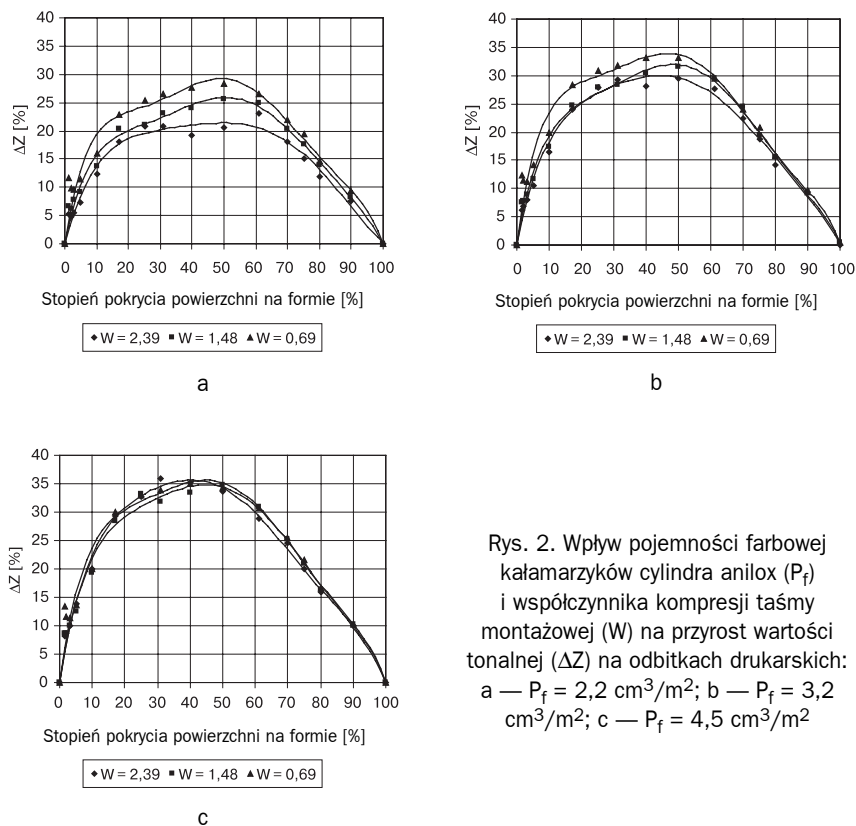 40
35
30
25
20
15
10
5
0
ΔZ [%]
0 10 20 30 40 50 60 70 80 90 100
Stopień pokrycia powierzchni na formie [%]
W = 2,39 W = 1,48 W = 0,69
a
40
35
30
25
20
15
10
5
0
ΔZ [%]
0 10 20 30 40 50 60 70 80 90 100
Stopień pokrycia powierzchni na formie [%]
W = 2,39 W = 1,48 W = 0,69
b
40
35
30
25
20
15
10
5
0
ΔZ [%]
0 10 20 30 40 50 60 70 80 90 100
Stopień pokrycia powierzchni na formie [%]
W = 2,39 W = 1,48 W = 0,69
c
Rys. 2. Wpływ pojemności farbowej
kałamarzyków cylindra anilox (Pf)
i współczynnika kompresji taśmy
montażowej (W) na przyrost wartości
tonalnej (ΔZ) na odbitkach drukarskich:
a — Pf = 2,2 cm³/m²; b — Pf = 3,2
cm³/m²; c — Pf = 4,5 cm³/m²